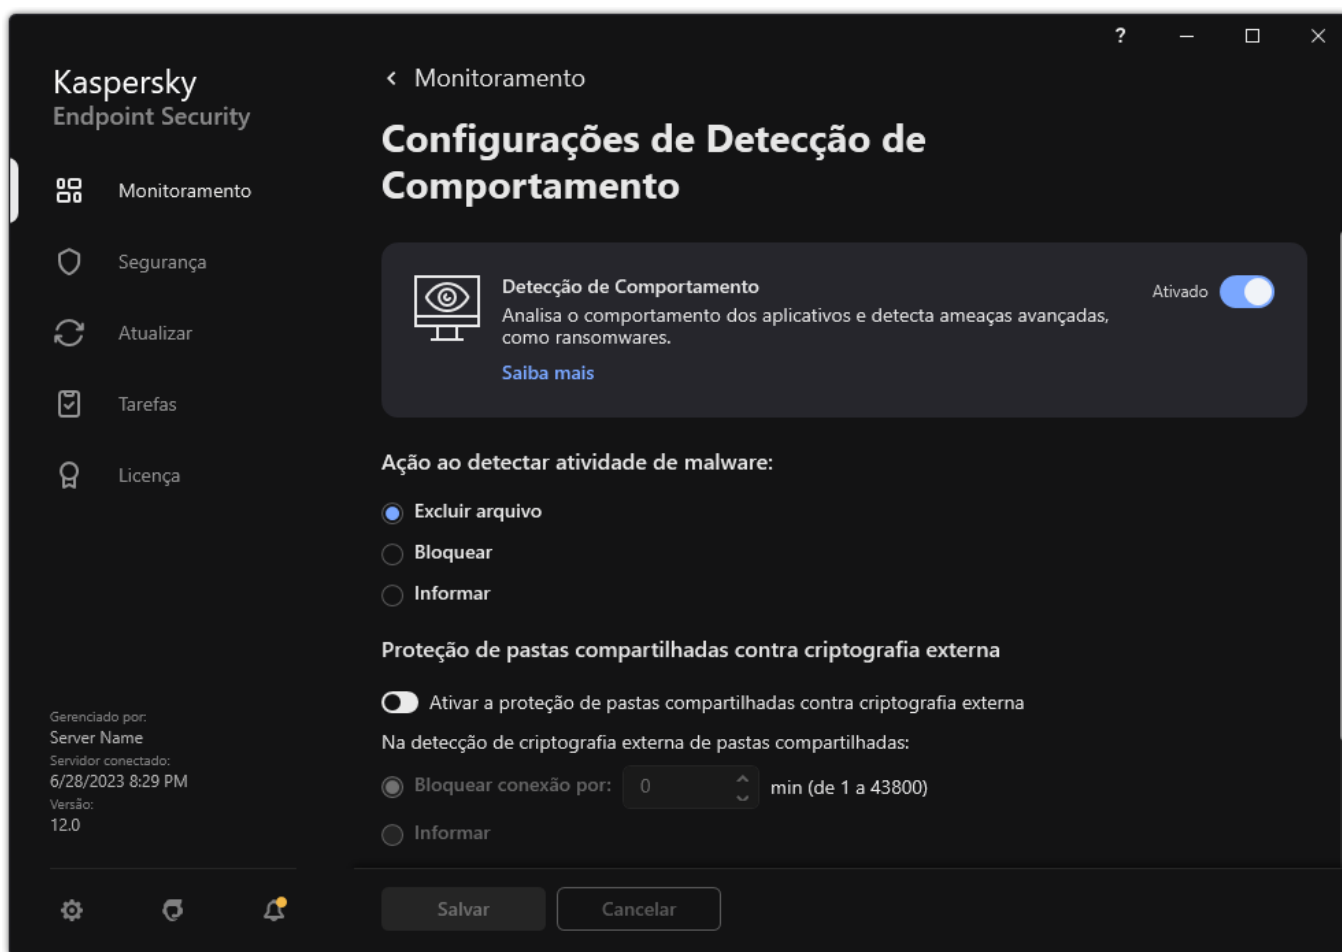 ?
Kaspersky
Endpoint Security
Monitoramento
Segurança
Atualizar
Tarefas
Licença
Gerenciado por:
Server Name
Servidor conectado:
6/28/2023 8:29 PM
Versão:
12.0
Monitoramento
Configurações de Detecção de
Comportamento
Detecção de Comportamento
Analisa o comportamento dos aplicativos e detecta ameaças avançadas,
como ransomwares.
Saiba mais
Ativado
Ação ao detectar atividade de malware:
Excluir arquivo
Bloquear
Informar
Proteção de pastas compartilhadas contra criptografia externa
Ativar a proteção de pastas compartilhadas contra criptografia externa
Na detecção de criptografia externa de pastas compartilhadas:
Bloquear conexão por: 0 min (de 1 a 43800)
Informar
Salvar Cancelar